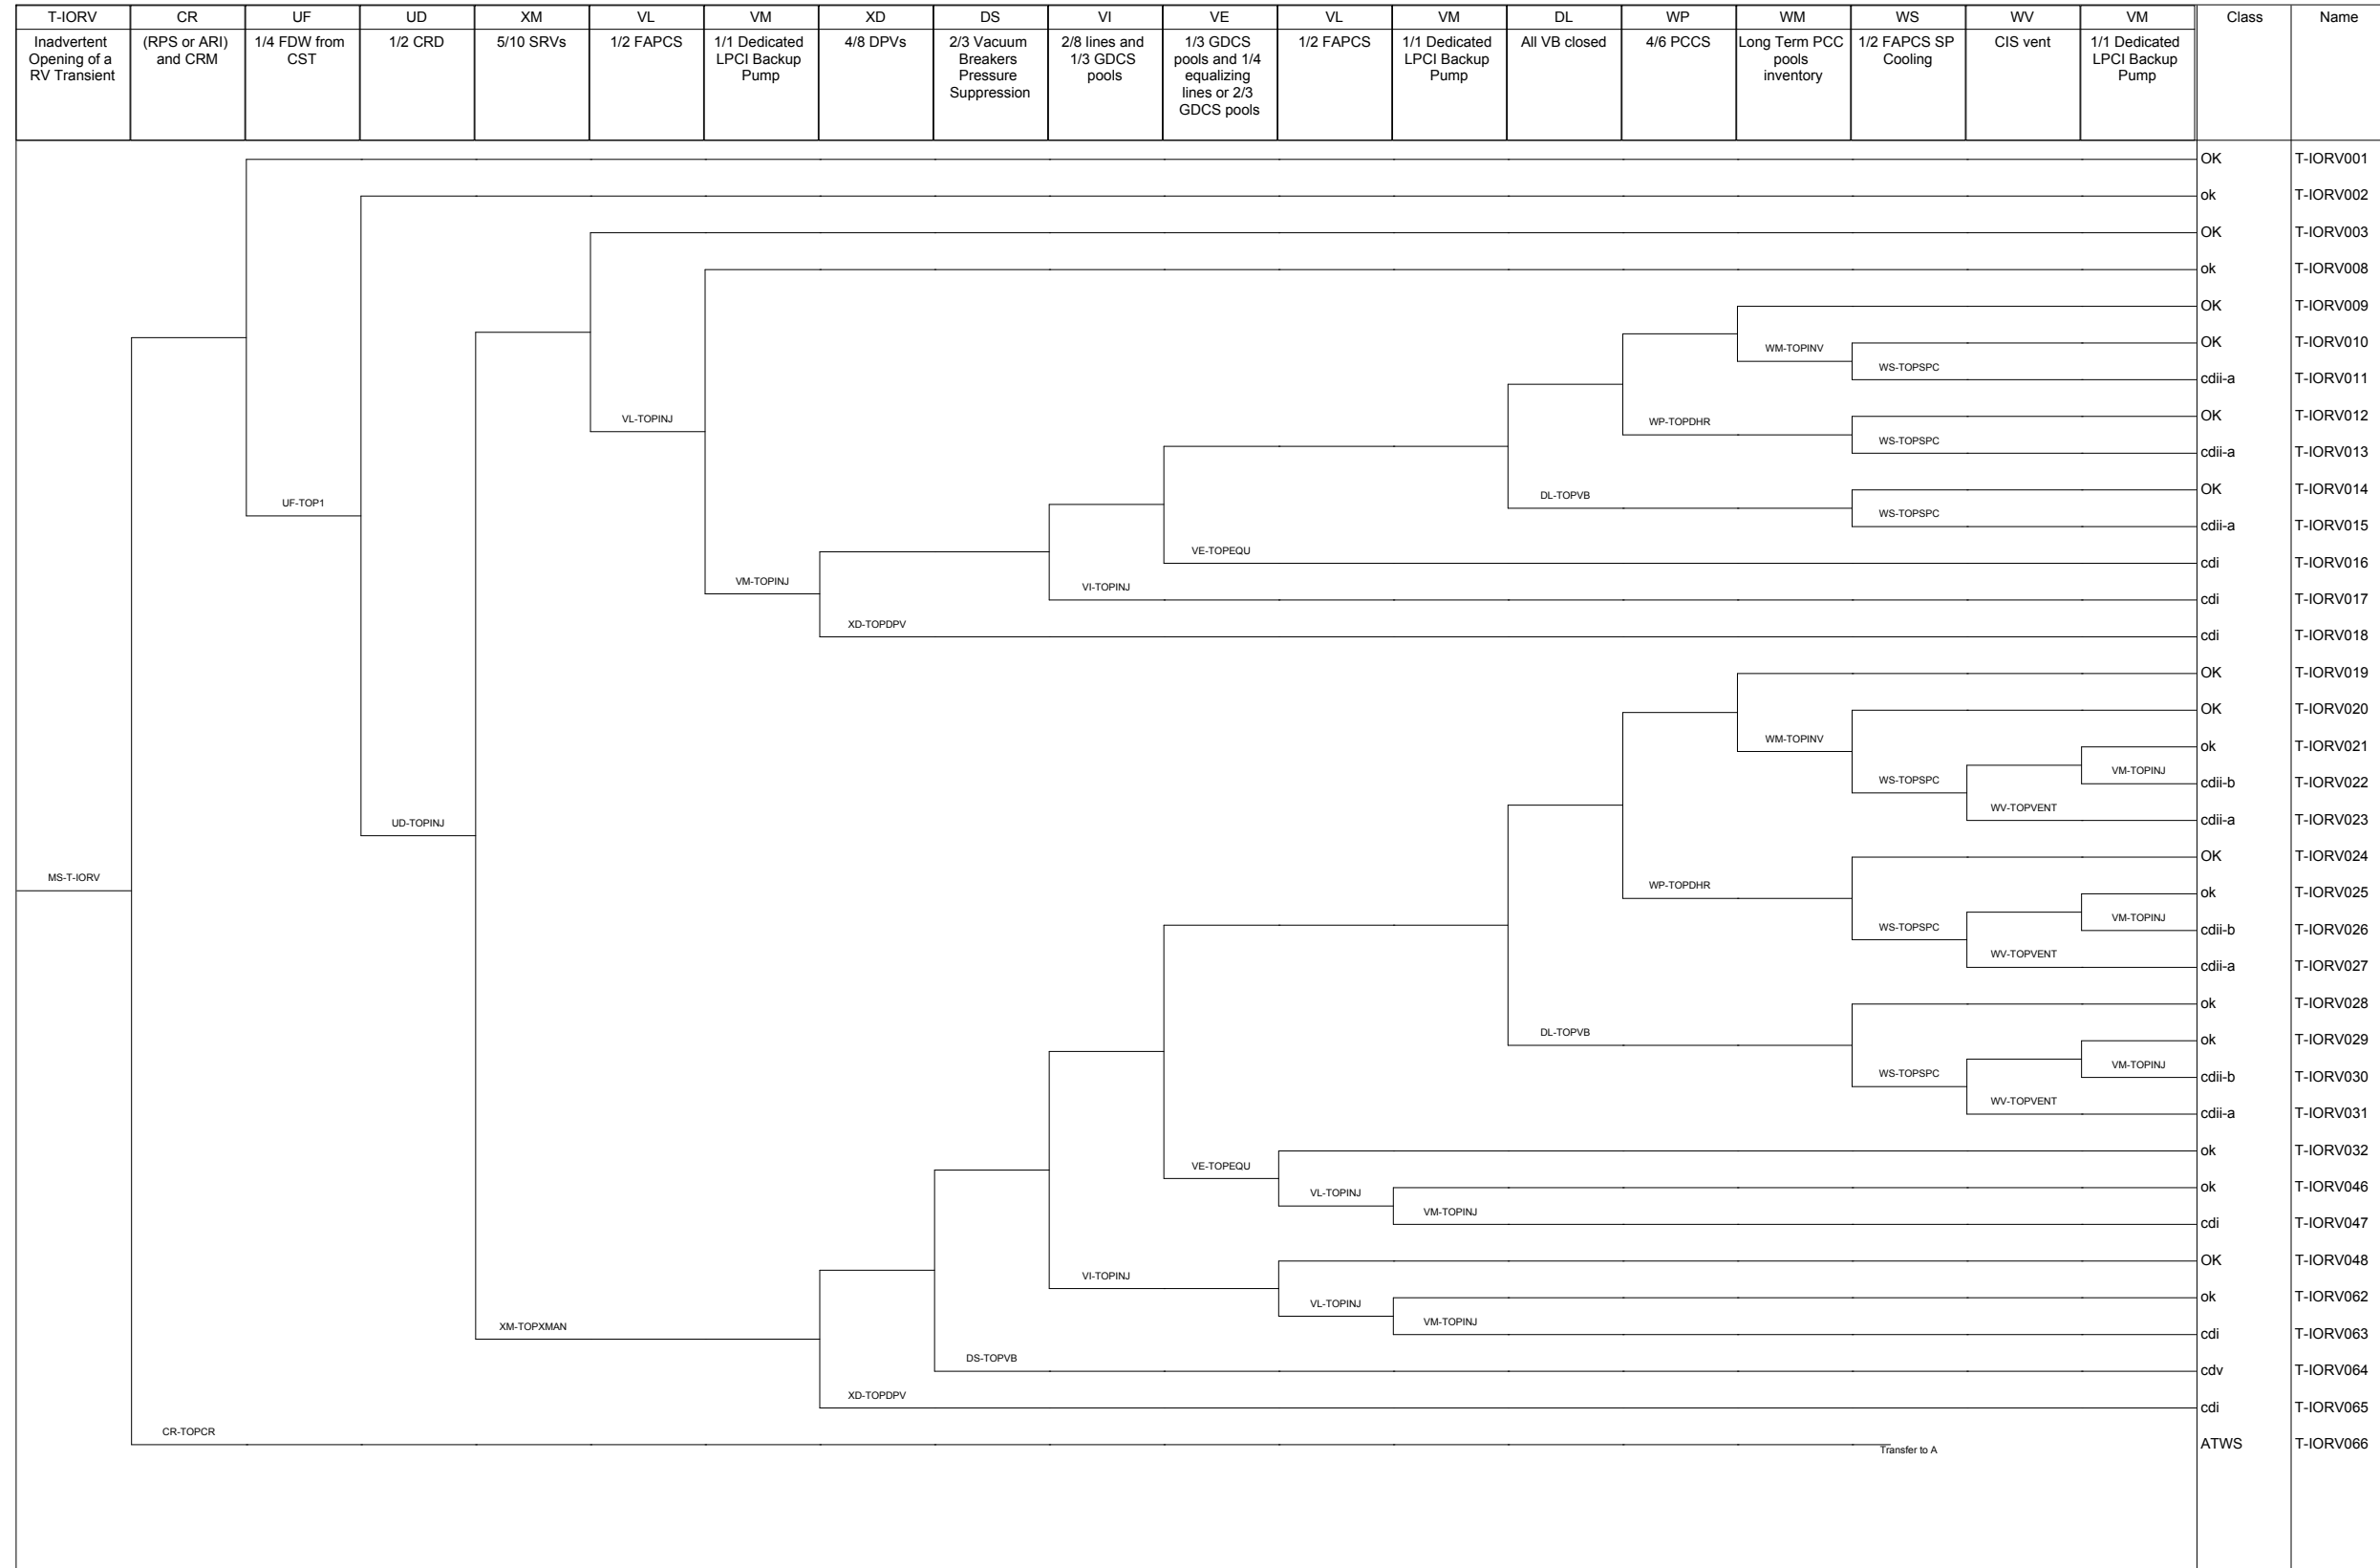 T-IORV CR UF UD XM VL VM XD DS VI VE VL VM DL WP WM WS WV VM Class Name
Inadvertent Opening of a RV Transient
(RPS or ARI) and CRM
1/4 FDW from CST
1/2 CRD
5/10 SRVs
1/2 FAPCS
1/1 Dedicated LPCI Backup Pump
4/8 DPVs
2/3 Vacuum Breakers Pressure Suppression
2/8 lines and 1/3 GDCS pools
1/3 GDCS pools and 1/4 equalizing lines or 2/3 GDCS pools
1/2 FAPCS
1/1 Dedicated LPCI Backup Pump
All VB closed
4/6 PCCS
Long Term PCC pools inventory
1/2 FAPCS SP Cooling
CIS vent
1/1 Dedicated LPCI Backup Pump
OK T-IORV001
ok T-IORV002
OK T-IORV003
ok T-IORV008
OK T-IORV009
OK T-IORV010
WM-TOPINV
WS-TOPSPC
cdii-a T-IORV011
VL-TOPINJ
OK T-IORV012
WP-TOPDHR
WS-TOPSPC
cdii-a T-IORV013
OK T-IORV014
UF-TOP1
DL-TOPVB
WS-TOPSPC
cdii-a T-IORV015
VE-TOPEQU
cdi T-IORV016
VM-TOPINJ
VI-TOPINJ
cdi T-IORV017
XD-TOPDPV
cdi T-IORV018
OK T-IORV019
OK T-IORV020
WM-TOPINV
ok T-IORV021
WS-TOPSPC
VM-TOPINJ
cdii-b T-IORV022
WV-TOPVENT
UD-TOPINJ
cdii-a T-IORV023
OK T-IORV024
MS-T-IORV
WP-TOPDHR
ok T-IORV025
WS-TOPSPC
VM-TOPINJ
cdii-b T-IORV026
WV-TOPVENT
cdii-a T-IORV027
ok T-IORV028
DL-TOPVB
ok T-IORV029
WS-TOPSPC
VM-TOPINJ
cdii-b T-IORV030
WV-TOPVENT
cdii-a T-IORV031
ok T-IORV032
VE-TOPEQU
VL-TOPINJ
ok T-IORV046
VM-TOPINJ
cdi T-IORV047
OK T-IORV048
VI-TOPINJ
VL-TOPINJ
ok T-IORV062
XM-TOPXMAN
VM-TOPINJ
cdi T-IORV063
DS-TOPVB
cdv T-IORV064
XD-TOPDPV
cdi T-IORV065
CR-TOPCR
Transfer to A
ATWS T-IORV066